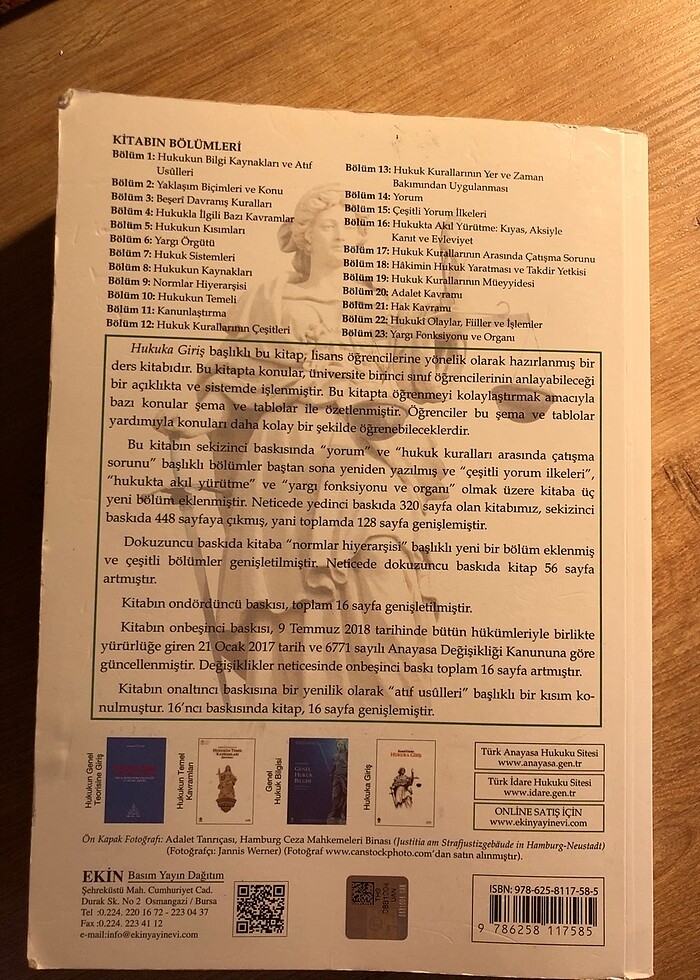 KİTABIN BÖLÜMLERİ
Bölüm 1: Hukukun Bilgi Kaynakları ve Atıf
Usûlleri
Bölüm 2: Yaklaşım Biçimleri ve Konu
Bölüm 3: Beşerî Davranış Kuralları
Bölüm 4: Hukukla İlgili Bazı Kavramlar
Bölüm 5: Hukukun Kısımları
Bölüm 6: Yargı Örgütü
Bölüm 7: Hukuk Sistemleri
Bölüm 8: Hukukun Kaynakları
Bölüm 9: Normlar Hiyerarşisi
Bölüm 10: Hukukun Temeli
Bölüm 11: Kanunlaştırma
Bölüm 12: Hukuk Kurallarının Çeşitleri
Bölüm 13: Hukuk Kurallarının Yer ve Zaman
Bakımından Uygulanması
Bölüm 14: Yorum
Bölüm 15: Çeşitli Yorum İlkeleri
Bölüm 16: Hukukta Akıl Yürütme: Kıyas, Aksiyle
Kanıt ve Evleviyet
Bölüm 17: Hukuk Kurallarının Arasında Çatışma Sorunu
Bölüm 18: Hâkimin Hukuk Yaratması ve Takdir Yetkisi
Bölüm 19: Hukuk Kurallarının Müeyyidesi
Bölüm 20: Adalet Kavramı
Bölüm 21: Hak Kavramı
Bölüm 22: Hukukî Olaylar, Fiiller ve İşlemler
Bölüm 23: Yargı Fonksiyonu ve Organı
Hukuka Giriş başlıklı bu kitap, lisans öğrencilerine yönelik olarak hazırlanmış bir
ders kitabıdır. Bu kitapta konular, üniversite birinci sınıf öğrencilerinin anlayabileceği
bir açıklıkta ve sistemde işlenmiştir. Bu kitapta öğrenmeyi kolaylaştırmak amacıyla
bazı konular şema ve tablolar ile özetlenmiştir. Öğrenciler bu şema ve tablolar
yardımıyla konuları daha kolay bir şekilde öğrenebileceklerdir.
Bu kitabın sekizinci baskısında “yorum” ve “hukuk kuralları arasında çatışma
sorunu” başlıklı bölümler baştan sona yeniden yazılmış ve “çeşitli yorum ilkeleri”,
“hukukta akıl yürütme” ve “yargı fonksiyonu ve organı” olmak üzere kitaba üç
yeni bölüm eklenmiştir. Neticede yedinci baskıda 320 sayfa olan kitabımız, sekizinci
baskıda 448 sayfaya çıkmış, yani toplamda 128 sayfa genişlemiştir.
Dokuzuncu baskıda kitaba “normlar hiyerarşisi” başlıklı yeni bir bölüm eklenmiş
ve çeşitli bölümler genişletilmiştir. Neticede dokuzuncu baskıda kitap 56 sayfa
artmıştır.
Kitabın ondördüncü baskısı, toplam 16 sayfa genişletilmiştir.
Kitabın onbeşinci baskısı, 9 Temmuz 2018 tarihinde bütün hükümleriyle birlikte
yürürlüğe giren 21 Ocak 2017 tarih ve 6771 sayılı Anayasa Değişikliği Kanununa göre
güncellenmiştir. Değişiklikler neticesinde onbeşinci baskı toplam 16 sayfa artmıştır.
Kitabın onaltıncı baskısına bir yenilik olarak “atıf usûlleri” başlıklı bir kısım ko-
nulmuştur. 16’ncı baskısında kitap, 16 sayfa genişlemiştir.
Hukukun Genel
Teorisine Giriş
Hukukun Temel
Kavramları
HUKUKUN TEMEL
KAVRAMLARI
Genel
Hukuk Bilgisi
GENEL
HUKUK BİLGİSİ
Hukuka Giriş
HUKUKA GİRİŞ
Türk Anayasa Hukuku Sitesi
www.anayasa.gen.tr
Türk İdare Hukuku Sitesi
www.idare.gen.tr
ONLINE SATIŞ İÇİN
www.ekinyayinevi.com
Ön Kapak Fotoğrafı: Adalet Tanrıçası, Hamburg Ceza Mahkemeleri Binası (Justitia am Strafjustizgebäude in Hamburg-Neustadt)
(Fotoğrafçı: Jannis Werner) (Fotoğraf www.canstockphoto.com’dan satın alınmıştır).
EKİN Basım Yayın Dağıtım
Şehreküstü Mah. Cumhuriyet Cad.
Durak Sk. No 2 Osmangazi / Bursa
Tel :0.224. 220 16 72 - 223 04 37
Fax :0.224. 223 41 12
e-mail:info@ekinyayinevi.com
ISBN: 978-625-8117-58-5
9 786258 117585